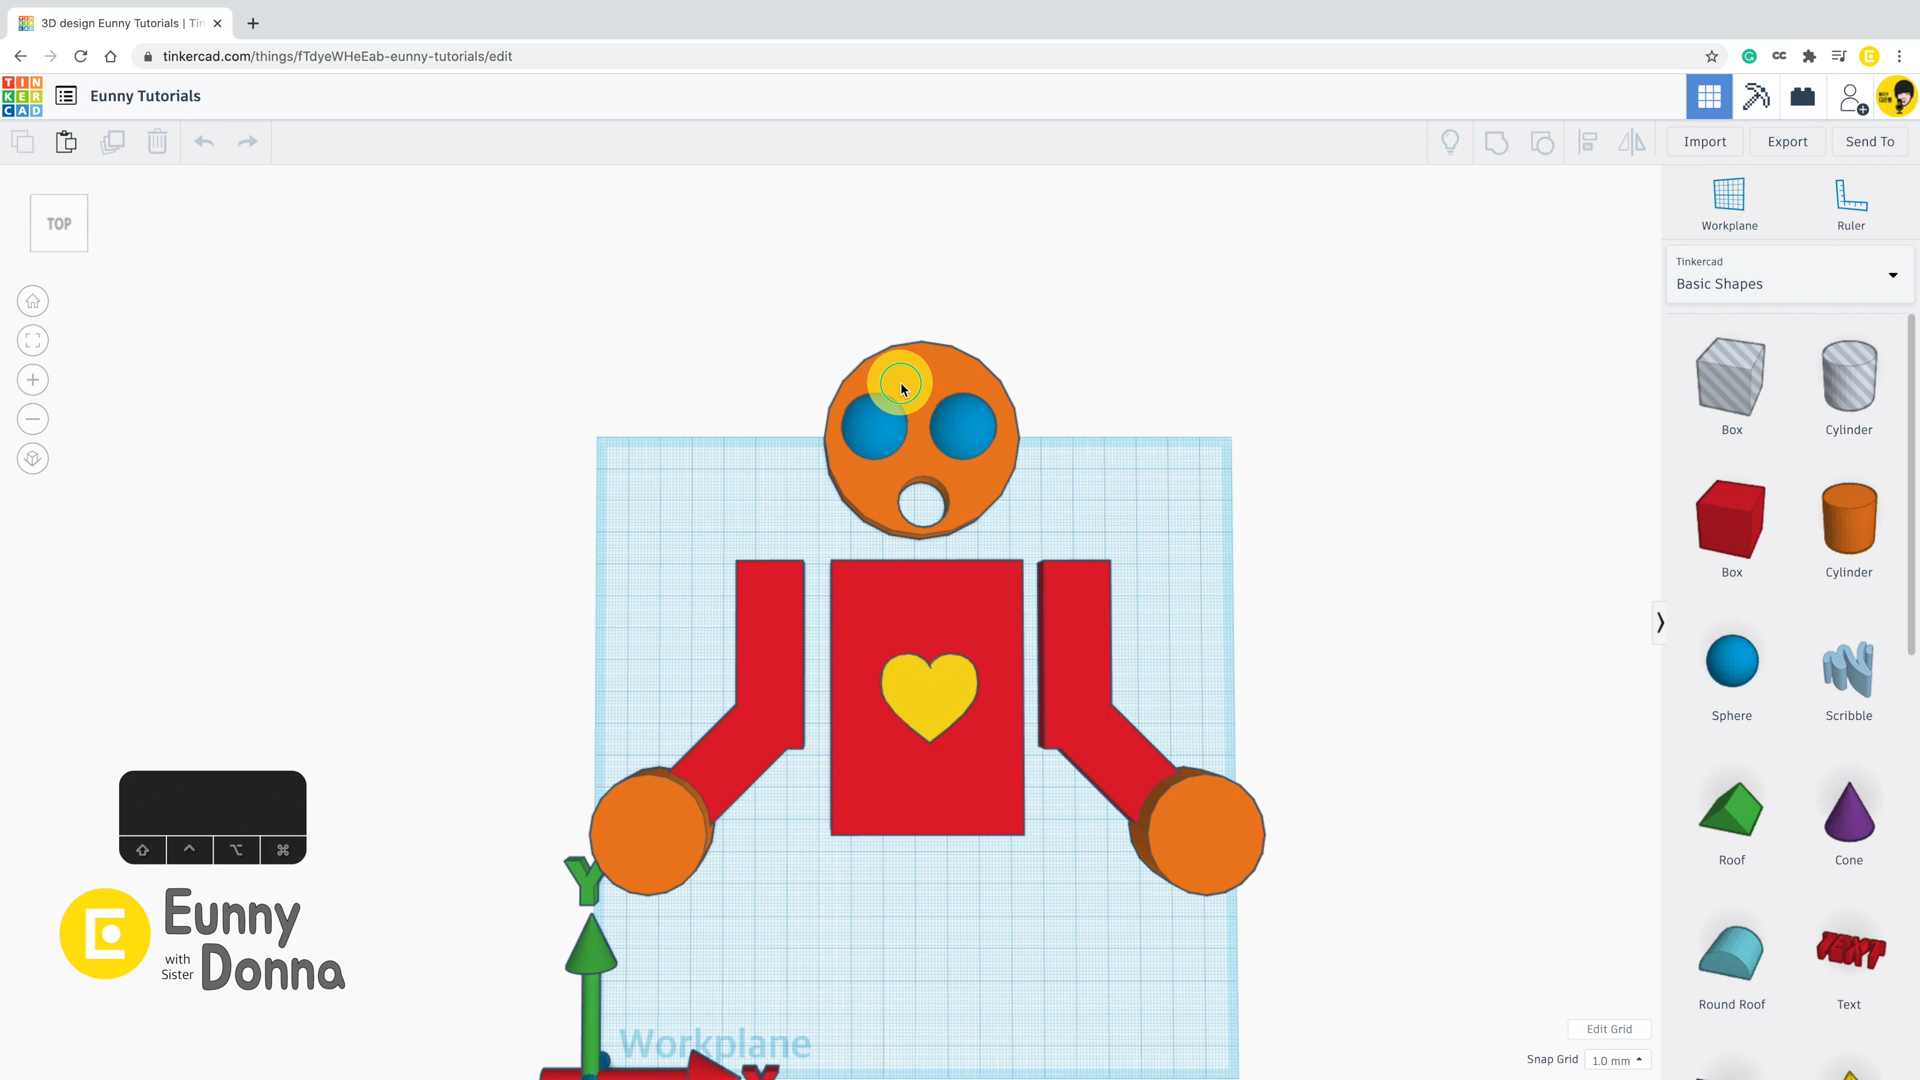 3D design Eunny Tutorials | Tin
tinkercad.com/things/fTdyeWHeEab-eunny-tutorials/edit
TIN
KER
CAD
Eunny Tutorials
Import
Export
Send To
TOP
Workplane
Ruler
Tinkercad
Basic Shapes
Box
Cylinder
Box
Cylinder
Sphere
Scribble
Roof
Cone
Round Roof
TEXT
Text
Y
X
Workplane
Edit Grid
Snap Grid
1.0 mm
Eunny
with
Sister
Donna